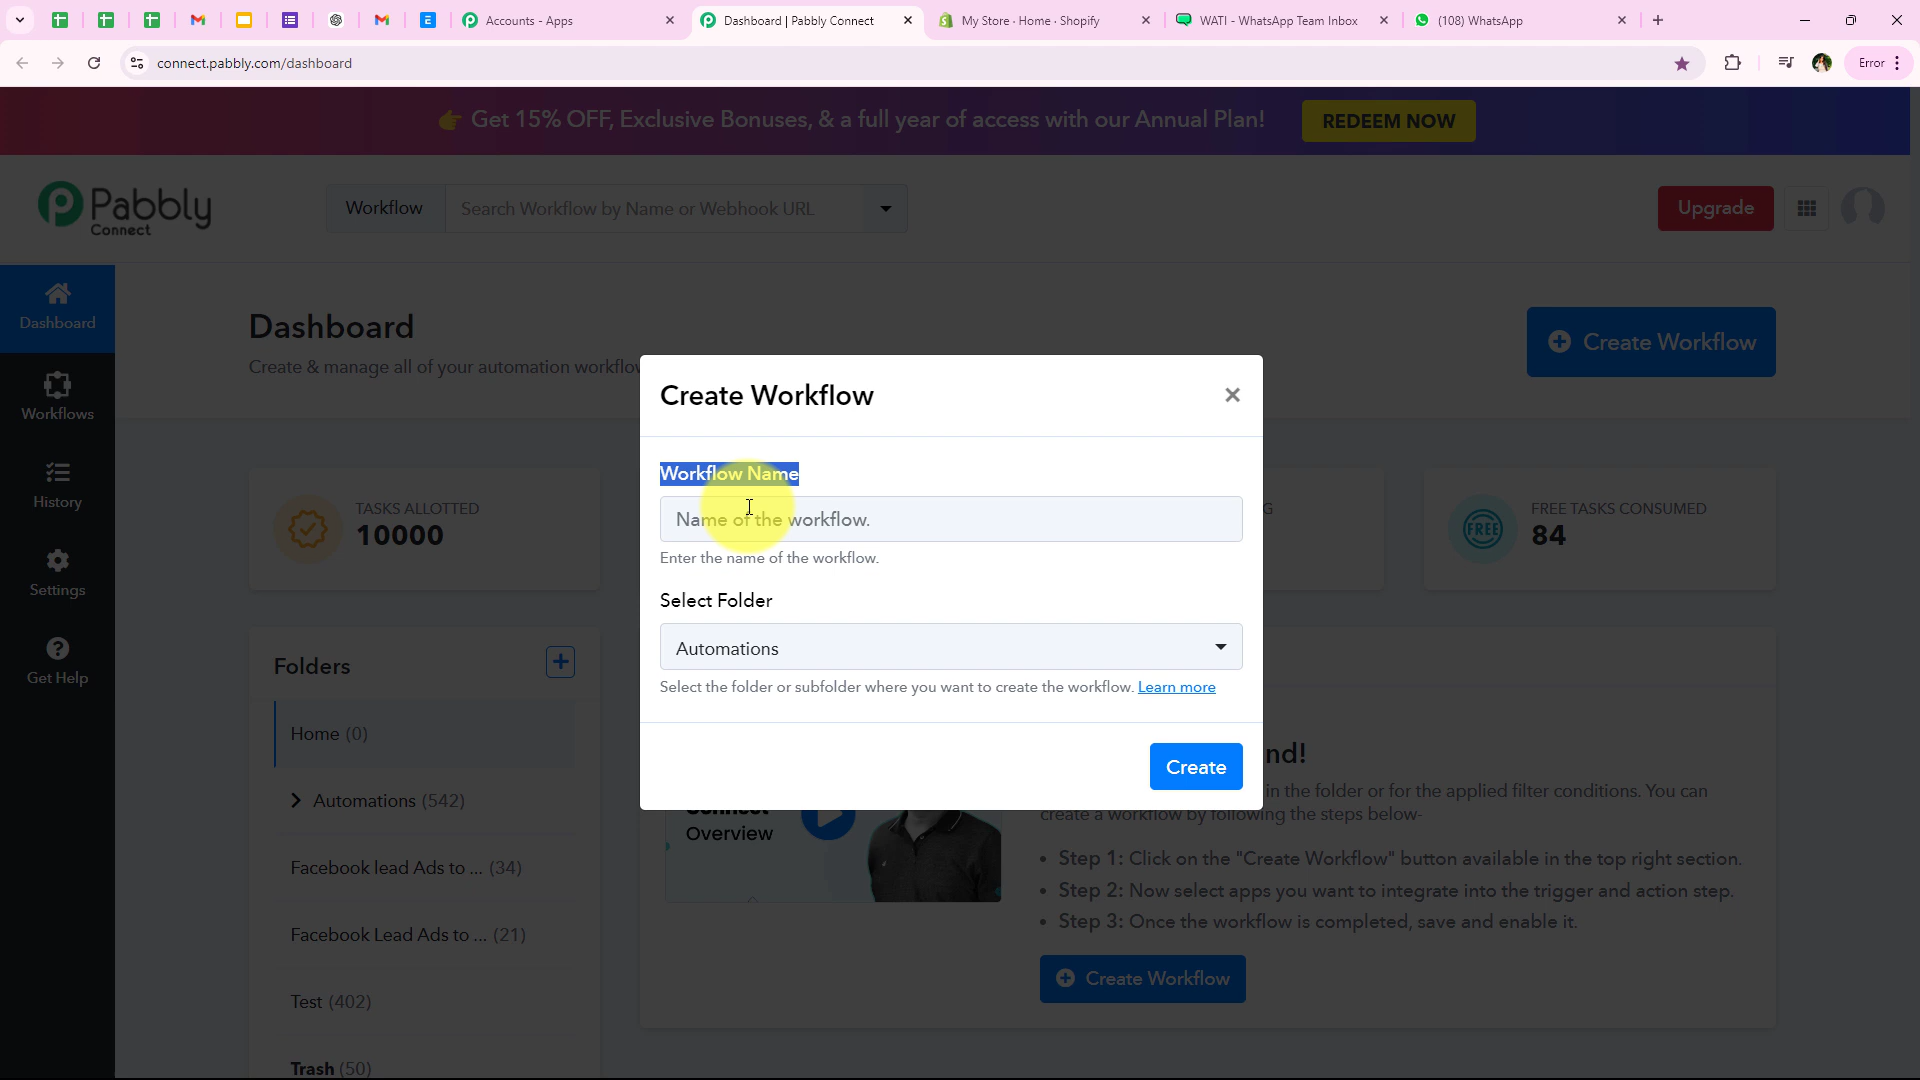 Accounts - Apps
Dashboard | Pabbly Connect
My Store · Home · Shopify
WATI - WhatsApp Team Inbox
(108) WhatsApp
connect.pabbly.com/dashboard
Error
Get 15% OFF, Exclusive Bonuses, & a full year of access with our Annual Plan!
REDEEM NOW
Pabbly
Connect
Workflow
Search Workflow by Name or Webhook URL
Upgrade
Dashboard
Workflows
History
Settings
Get Help
Dashboard
Create & manage all of your automation workflow
Create Workflow
TASKS ALLOTTED
10000
G
FREE
FREE TASKS CONSUMED
84
Folders
Home (0)
Automations (542)
Facebook lead Ads to ... (34)
Facebook Lead Ads to ... (21)
Test (402)
Trash (50)
Create Workflow
Workflow Name
Name of the workflow.
Enter the name of the workflow.
Select Folder
Automations
Select the folder or subfolder where you want to create the workflow. Learn more
Create
Connect
Overview
nd!
in the folder or for the applied filter conditions. You can
create a workflow by following the steps below-
• Step 1: Click on the "Create Workflow" button available in the top right section.
• Step 2: Now select apps you want to integrate into the trigger and action step.
• Step 3: Once the workflow is completed, save and enable it.
Create Workflow